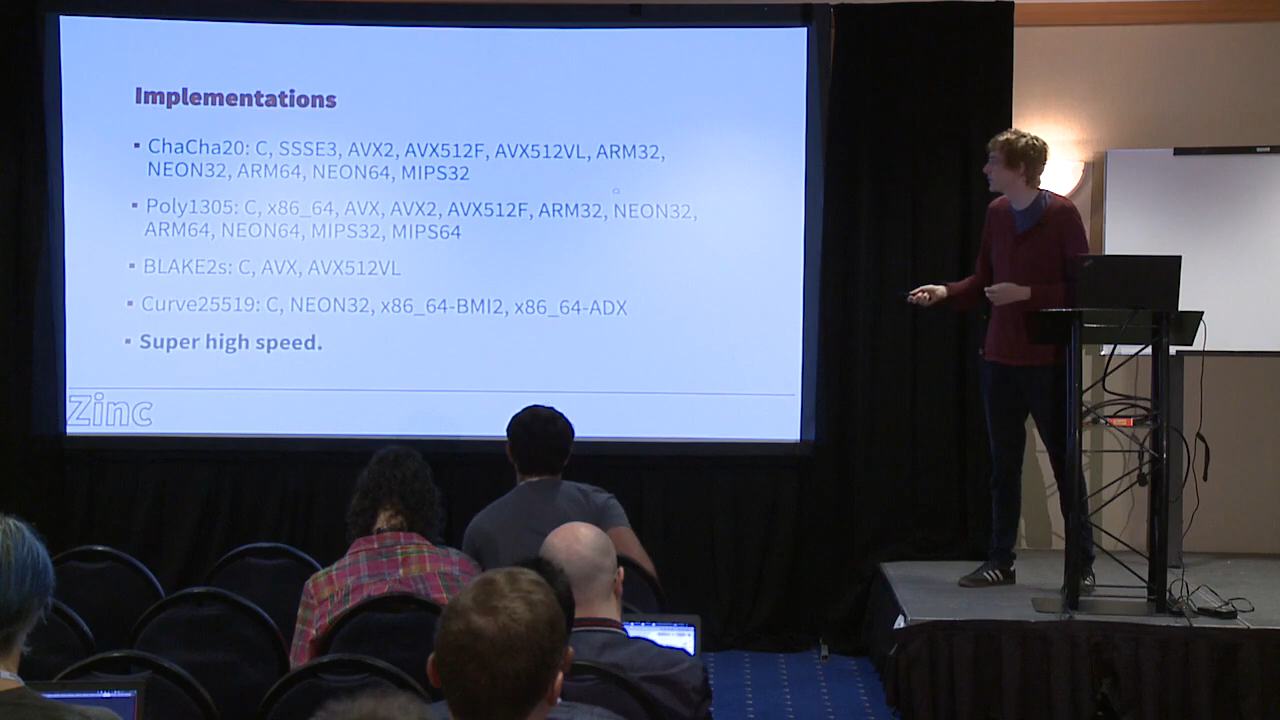 Implementations
▪ ChaCha20: C, SSSE3, AVX2, AVX512F, AVX512VL, ARM32,
NEON32, ARM64, NEON64, MIPS32
▪ Poly1305: C, x86_64, AVX, AVX2, AVX512F, ARM32, NEON32,
ARM64, NEON64, MIPS32, MIPS64
▪ BLAKE2s: C, AVX, AVX512VL
▪ Curve25519: C, NEON32, x86_64-BMI2, x86_64-ADX
▪ Super high speed.
Zinc